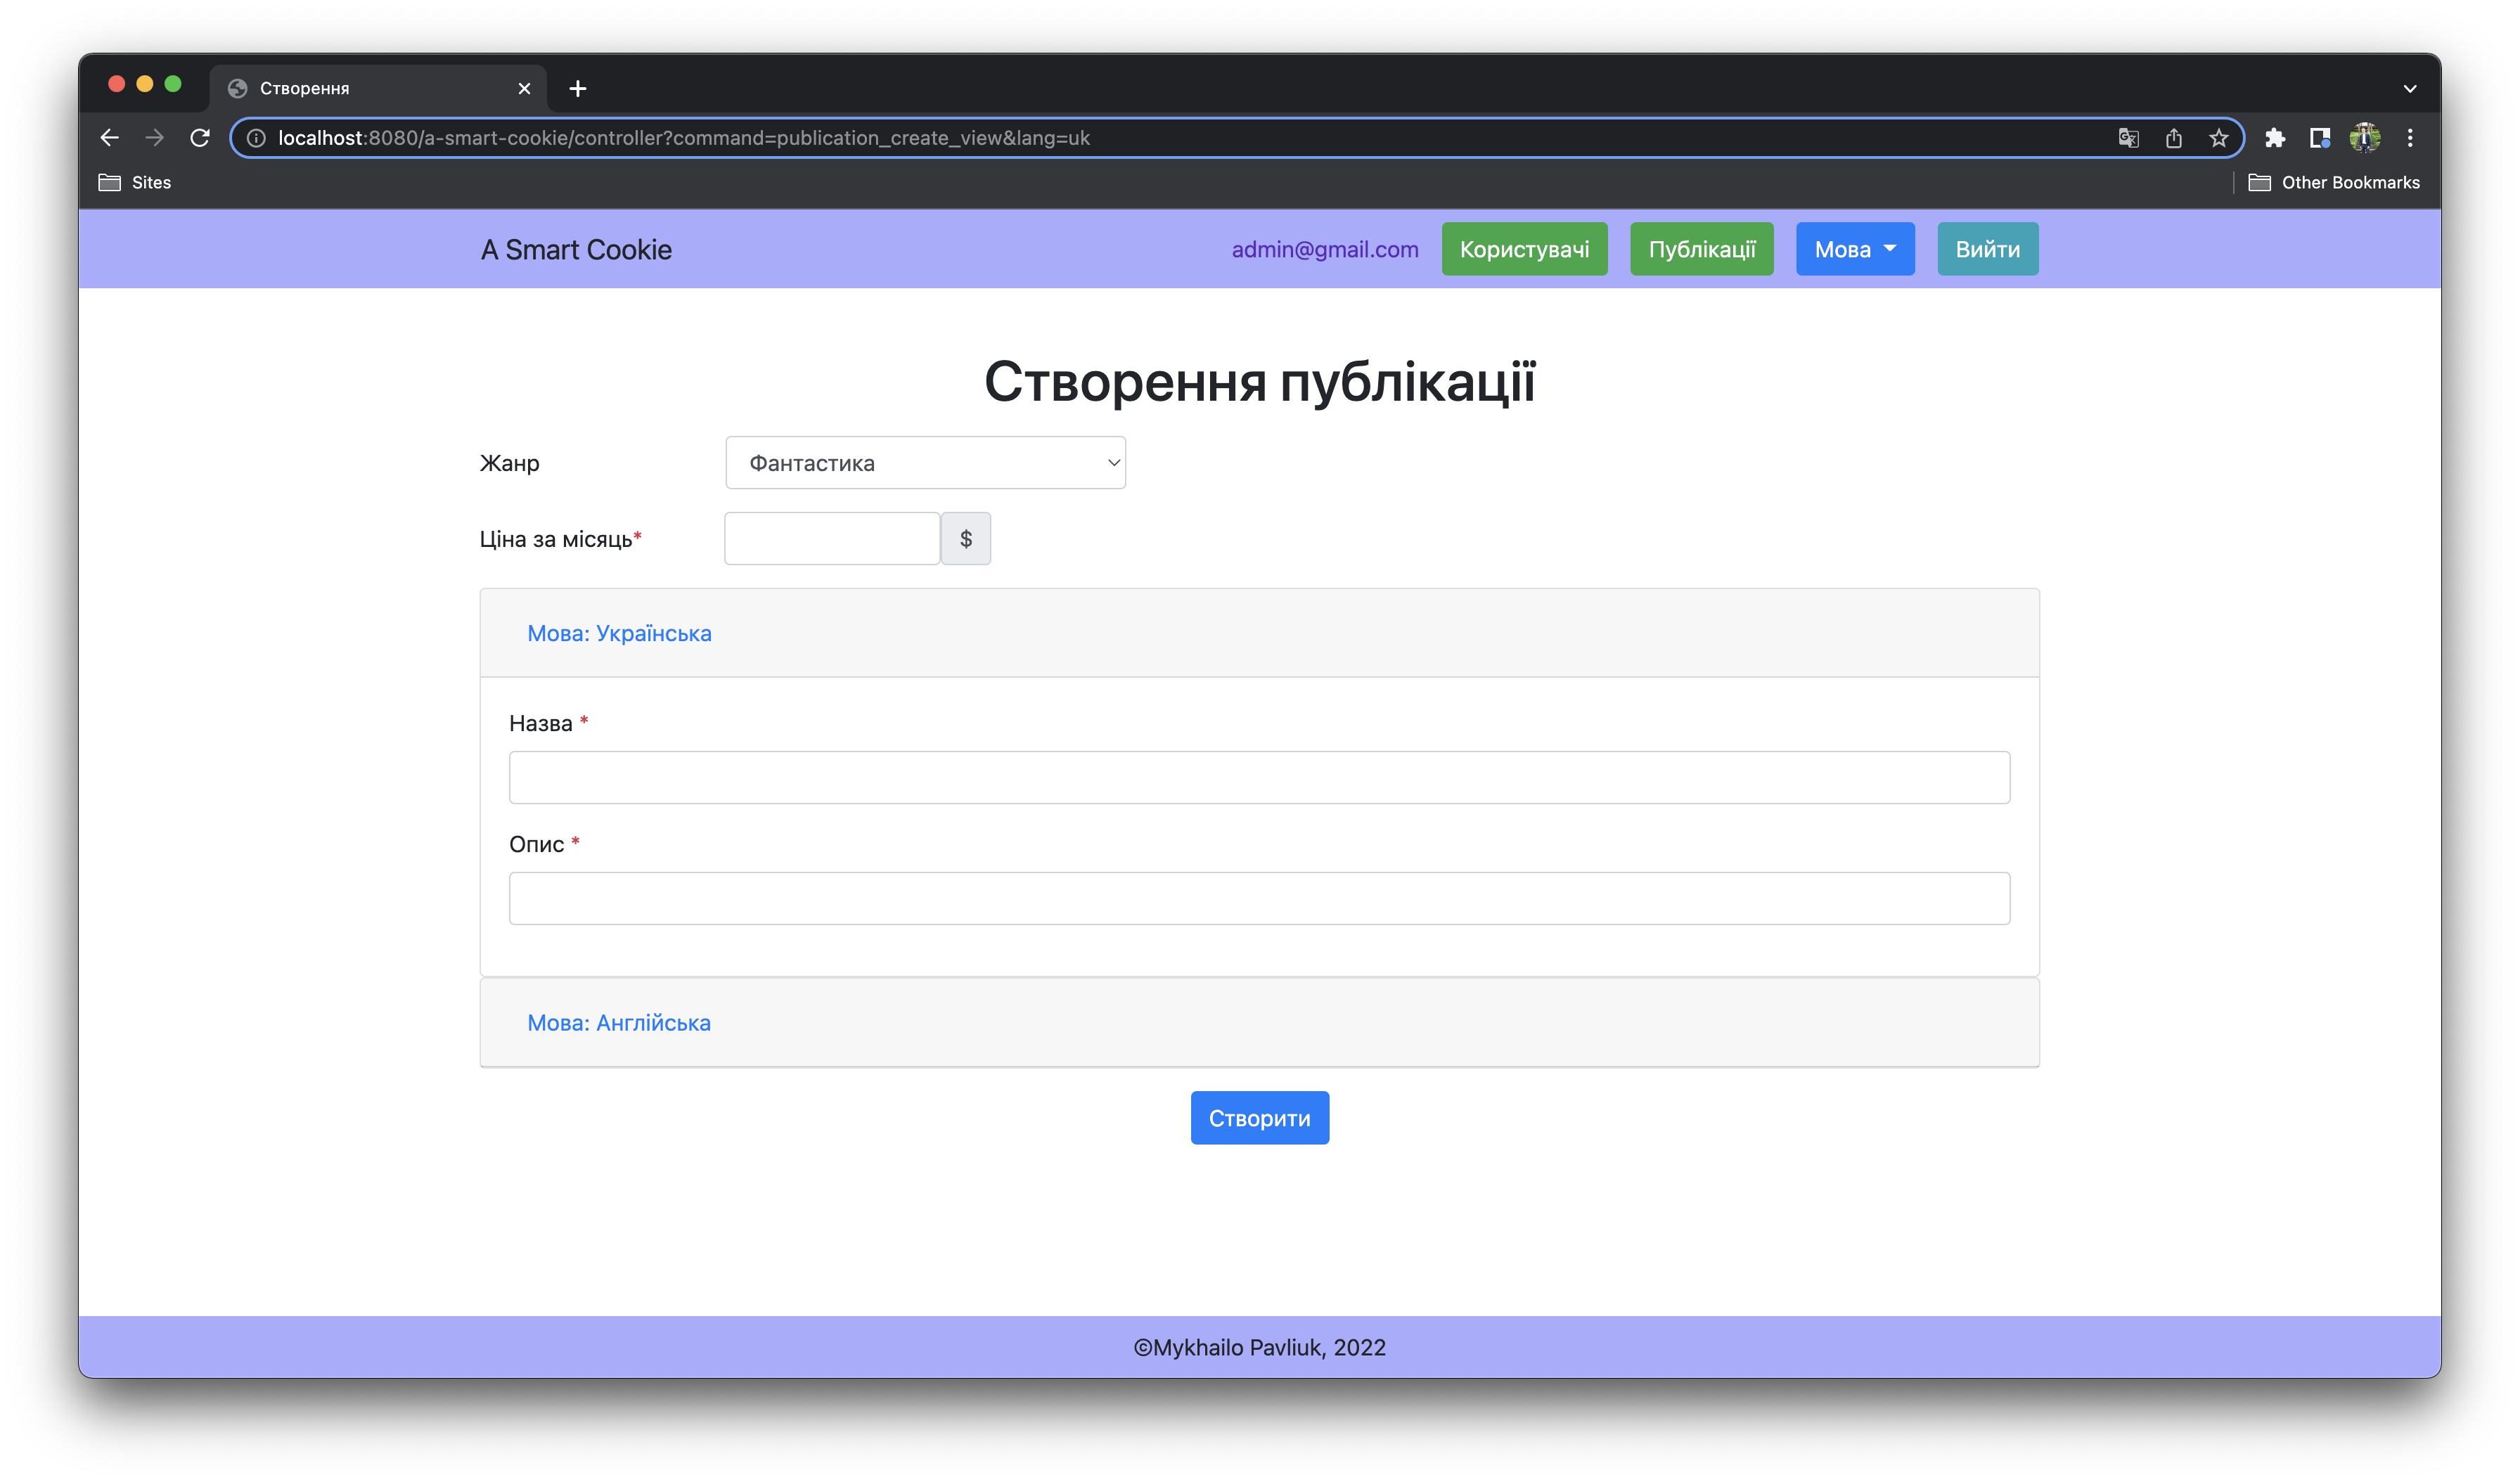 Створення
localhost:8080/a-smart-cookie/controller?command=publication_create_view&lang=uk
Sites
Other Bookmarks
A Smart Cookie
admin@gmail.com
Користувачі
Публікації
Мова
Вийти
Створення публікації
Жанр
Фантастика
Ціна за місяць*
$
Мова: Українська
Назва *
Опис *
Мова: Англійська
Створити
©Mykhailo Pavliuk, 2022